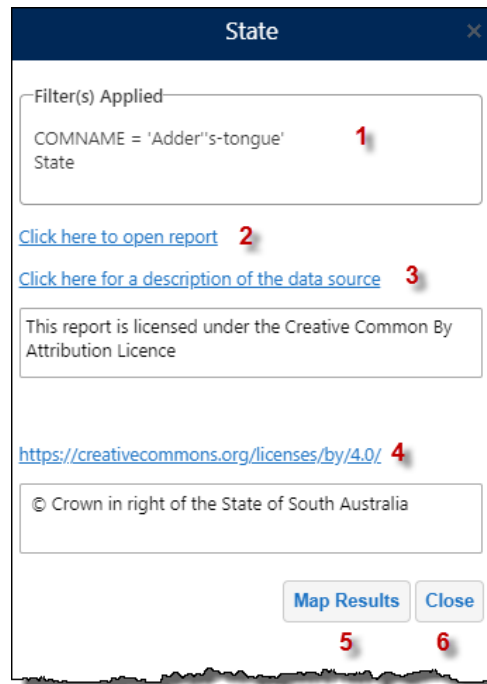 State ×
Filter(s) Applied
COMNAME = 'Adder''s-tongue' 1
State
Click here to open report 2
Click here for a description of the data source 3
This report is licensed under the Creative Common By
Attribution Licence
https://creativecommons.org/licenses/by/4.0/ 4
© Crown in right of the State of South Australia
Map Results Close
5 6